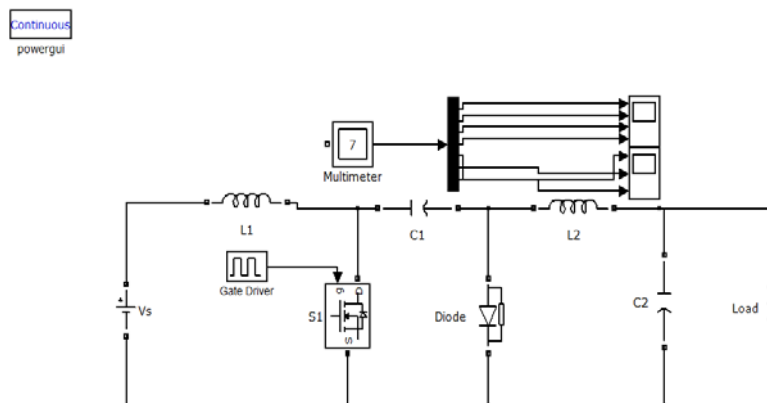 Continuous
powergui
7
Multimeter
L1
C1
L2
Gate Driver
g
D
S1
S
+
Vs
Diode
C2
Load